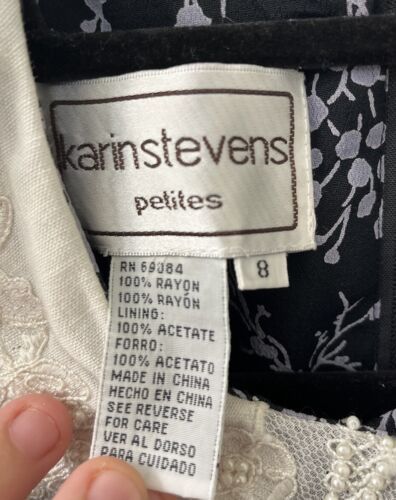 karinstevens
petites
8
RN 69084
100% RAYON
100% RAYÓN
LINING:
100% ACETATE
FORRO:
100% ACETATO
MADE IN CHINA
HECHO EN CHINA
SEE REVERSE
FOR CARE
VER AL DORSO
PARA CUIDADO